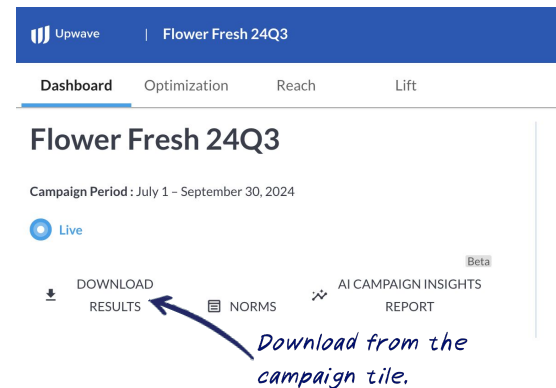 Upwave | Flower Fresh 24Q3
Dashboard Optimization Reach Lift
Flower Fresh 24Q3
Campaign Period : July 1 – September 30, 2024
Live
Beta
DOWNLOAD RESULTS
NORMS
AI CAMPAIGN INSIGHTS REPORT
Download from the
campaign tile.